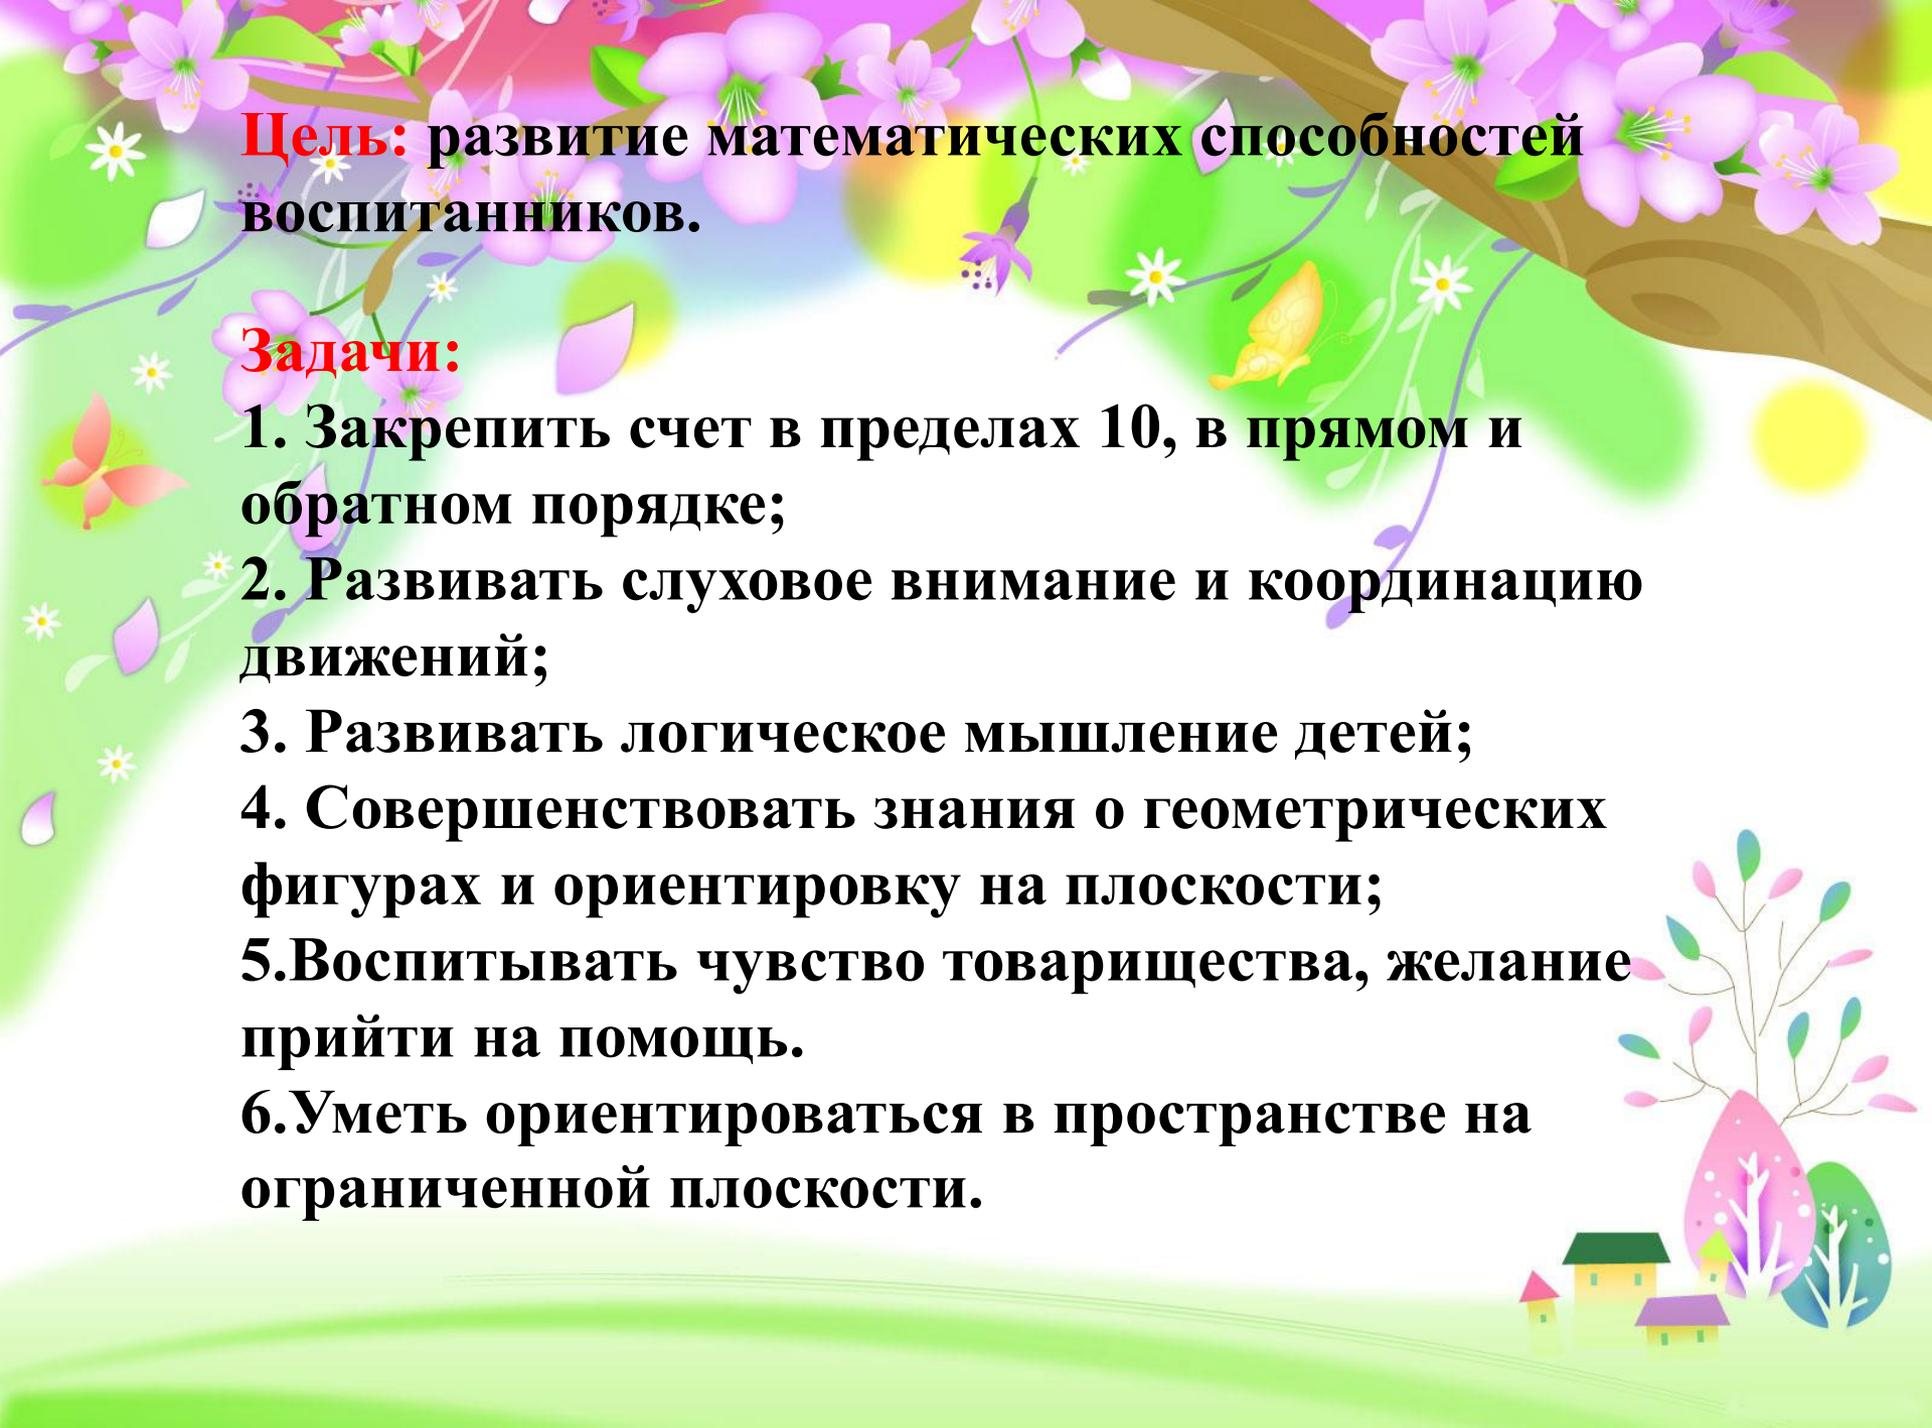 Цель: развитие математических способностей
воспитанников.
Задачи:
1. Закрепить счет в пределах 10, в прямом и
обратном порядке;
2. Развивать слуховое внимание и координацию
движений;
3. Развивать логическое мышление детей;
4. Совершенствовать знания о геометрических
фигурах и ориентировку на плоскости;
5.Воспитывать чувство товарищества, желание
прийти на помощь.
6.Уметь ориентироваться в пространстве на
ограниченной плоскости.